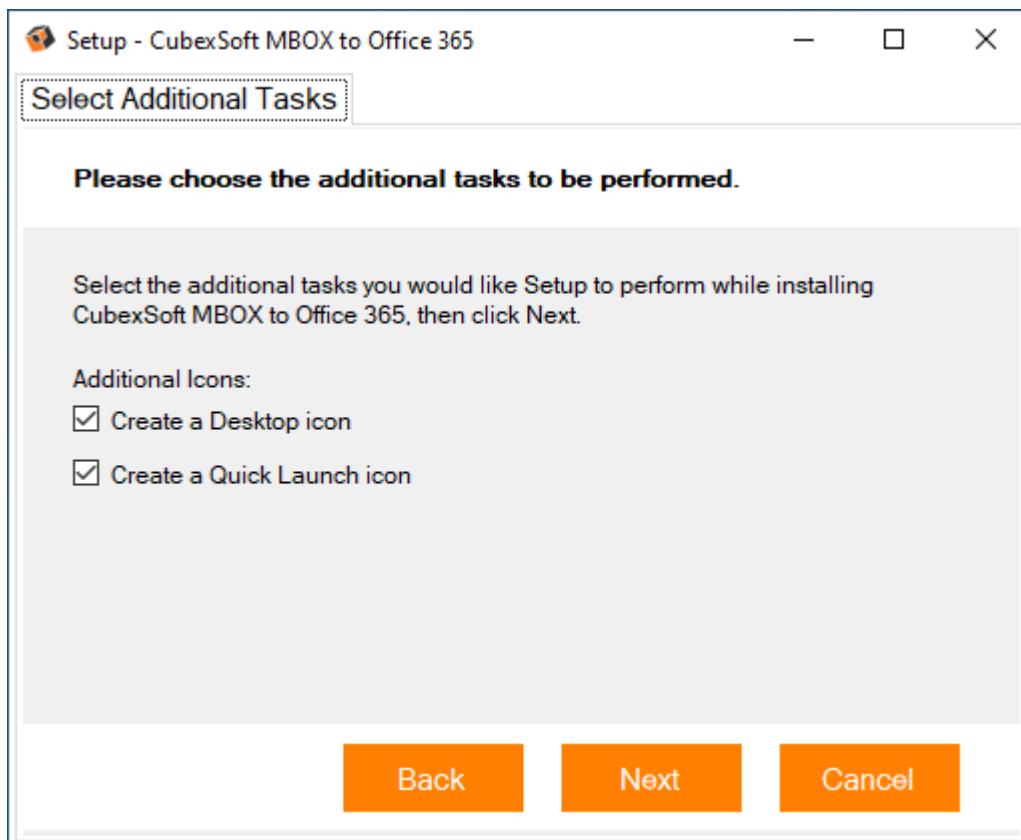 Setup - CubexSoft MBOX to Office 365
Select Additional Tasks
Please choose the additional tasks to be performed.
Select the additional tasks you would like Setup to perform while installing
CubexSoft MBOX to Office 365, then click Next.
Additional Icons:
Create a Desktop icon
Create a Quick Launch icon
Back Next Cancel